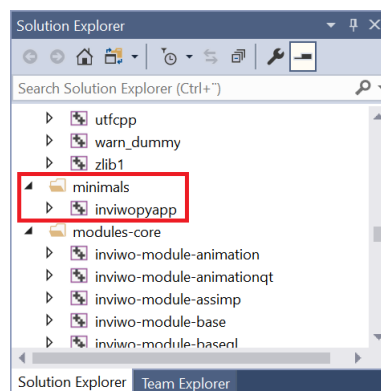 Solution Explorer
Search Solution Explorer (Ctrl+¨)
utfcpp
warn_dummy
zlib1
minimals
inviwopyapp
modules-core
inviwo-module-animation
inviwo-module-animationqt
inviwo-module-assimp
inviwo-module-base
inviwo-module-basegl
Solution Explorer Team Explorer